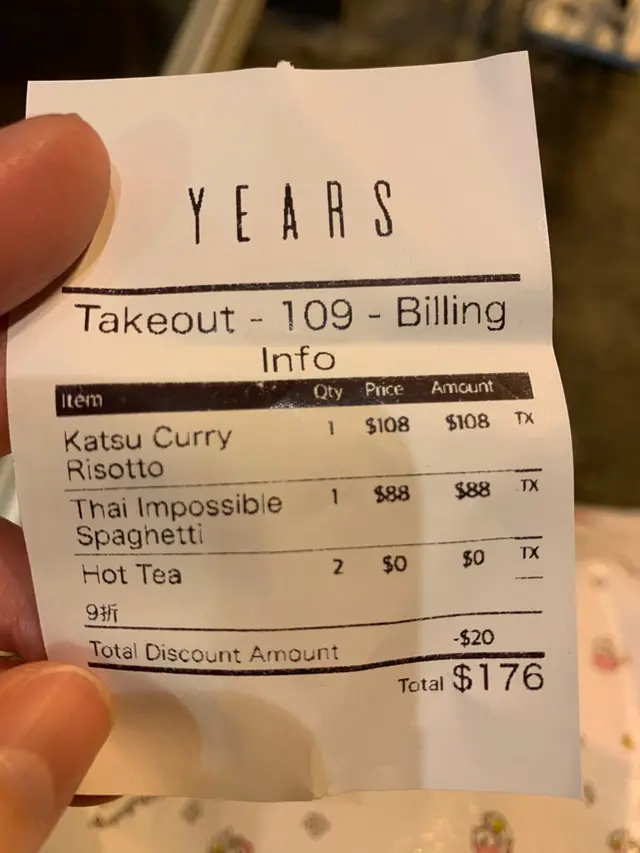 YEARS
Takeout - 109 - Billing
Info
Item Qty Price Amount
Katsu Curry 1 $108 $108 TX
Risotto
Thai Impossible 1 $88 $88 TX
Spaghetti
Hot Tea 2 $0 $0 TX
9折
Total Discount Amount -$20
Total $176